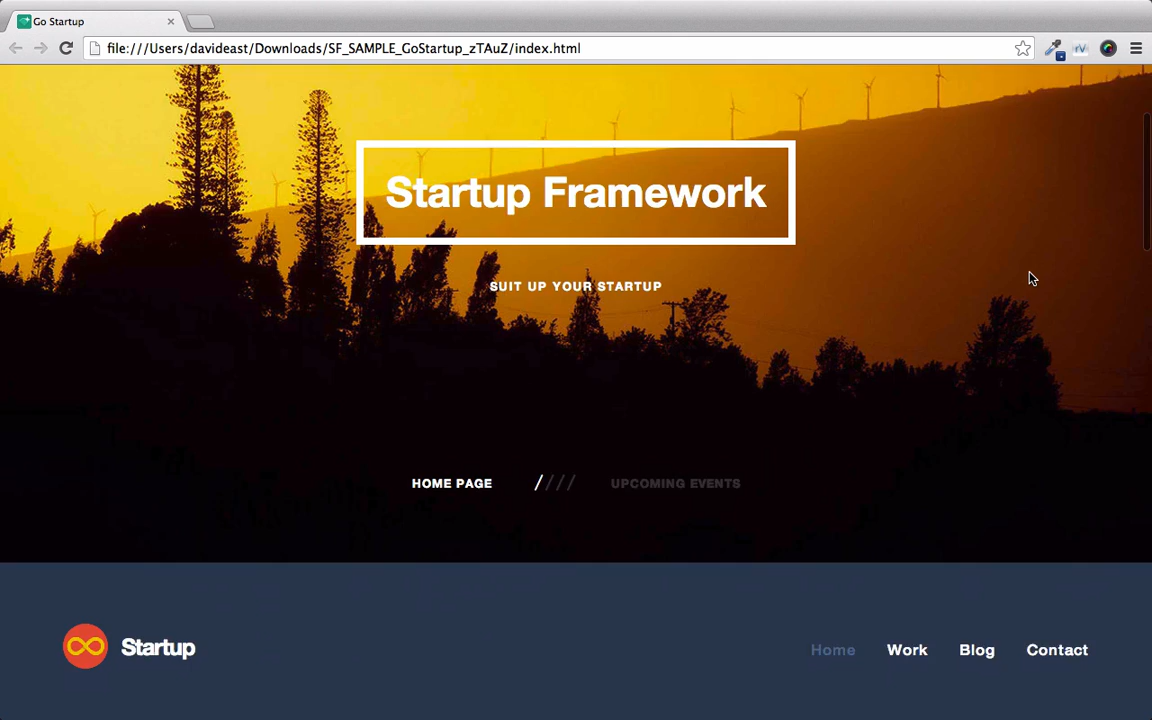 Go Startup
file:///Users/davideast/Downloads/SF_SAMPLE_GoStartup_zTAuZ/index.html
Startup Framework
SUIT UP YOUR STARTUP
HOME PAGE //// UPCOMING EVENTS
Startup
Home Work Blog Contact